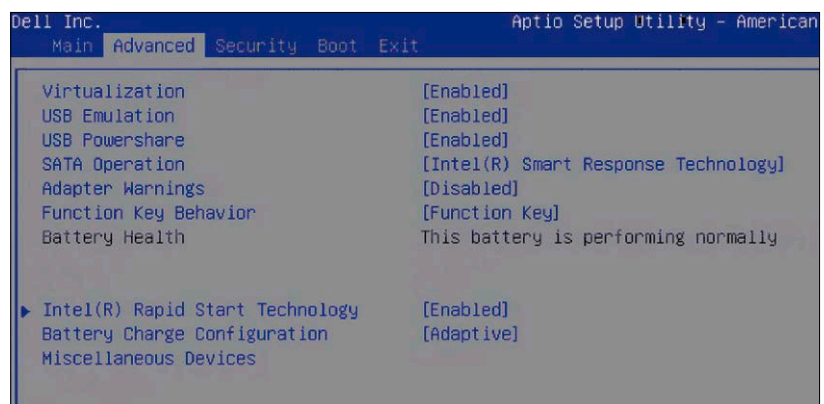 Dell Inc. Aptio Setup Utility - American
Main Advanced Security Boot Exit
Virtualization [Enabled]
USB Emulation [Enabled]
USB Powershare [Enabled]
SATA Operation [Intel(R) Smart Response Technology]
Adapter Warnings [Disabled]
Function Key Behavior [Function Key]
Battery Health This battery is performing normally
Intel(R) Rapid Start Technology [Enabled]
Battery Charge Configuration [Adaptive]
Miscellaneous Devices